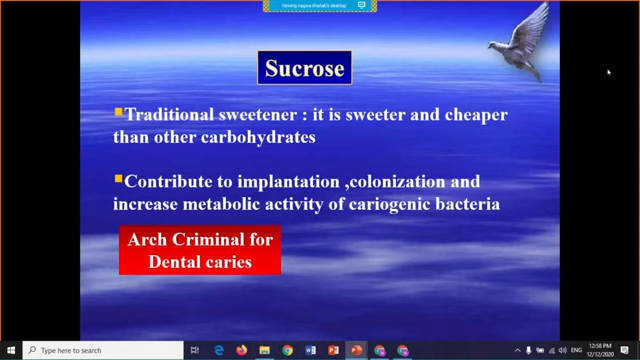 Sucrose
Traditional sweetener : it is sweeter and cheaper
than other carbohydrates
Contribute to implantation ,colonization and
increase metabolic activity of cariogenic bacteria
Arch Criminal for
Dental caries
Type here to search
ENG
12:58 PM
12/12/2020